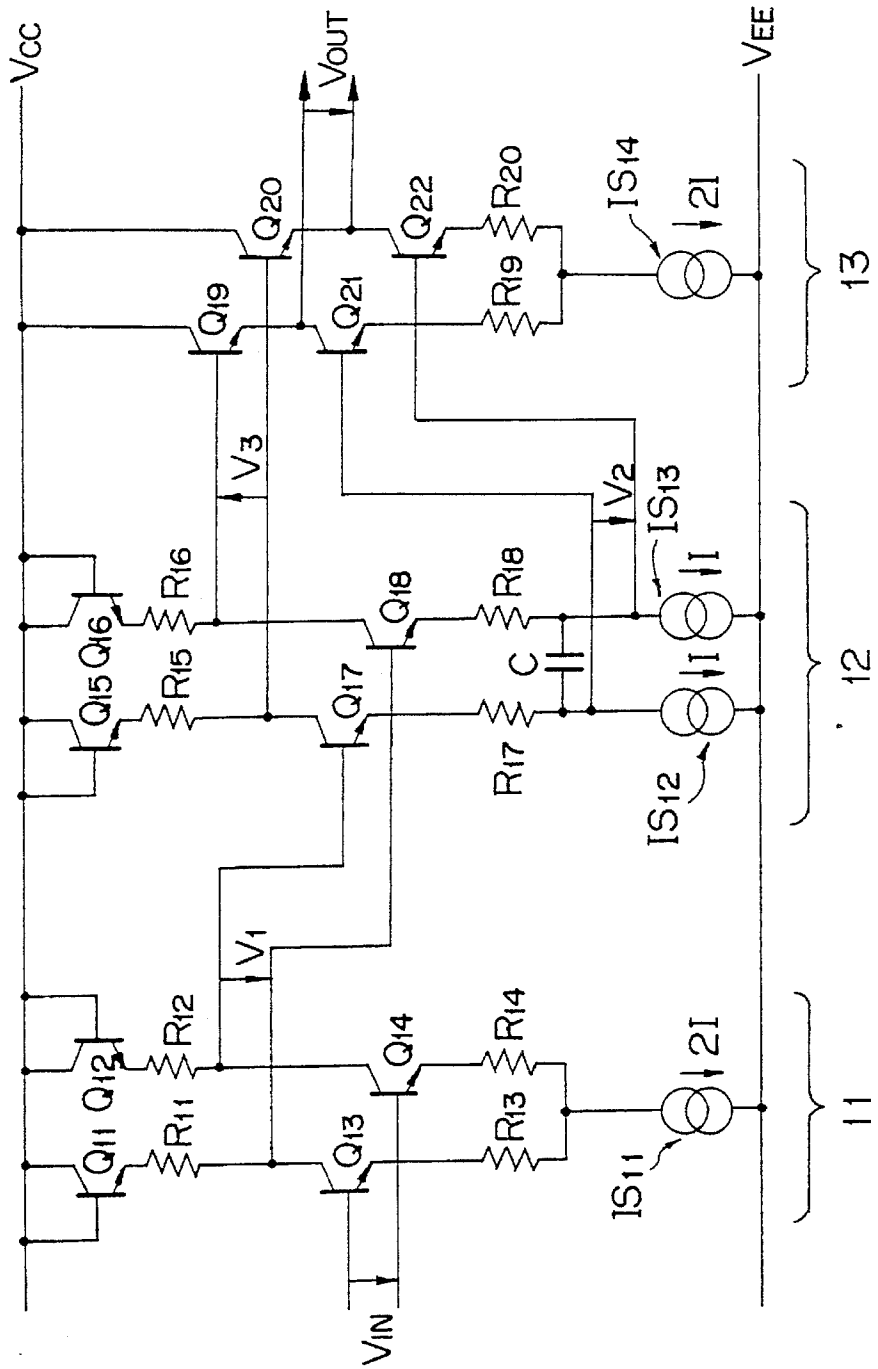 VCC
Q11
Q12
R11
R12
V1
Q13
Q14
VIN
R13
R14
IS11
2I
11
Q15
Q16
R15
R16
V3
Q17
Q18
R17
R18
C
V2
IS12
I
IS13
I
12
Q19
Q20
VOUT
Q21
Q22
R19
R20
IS14
2I
13
VEE